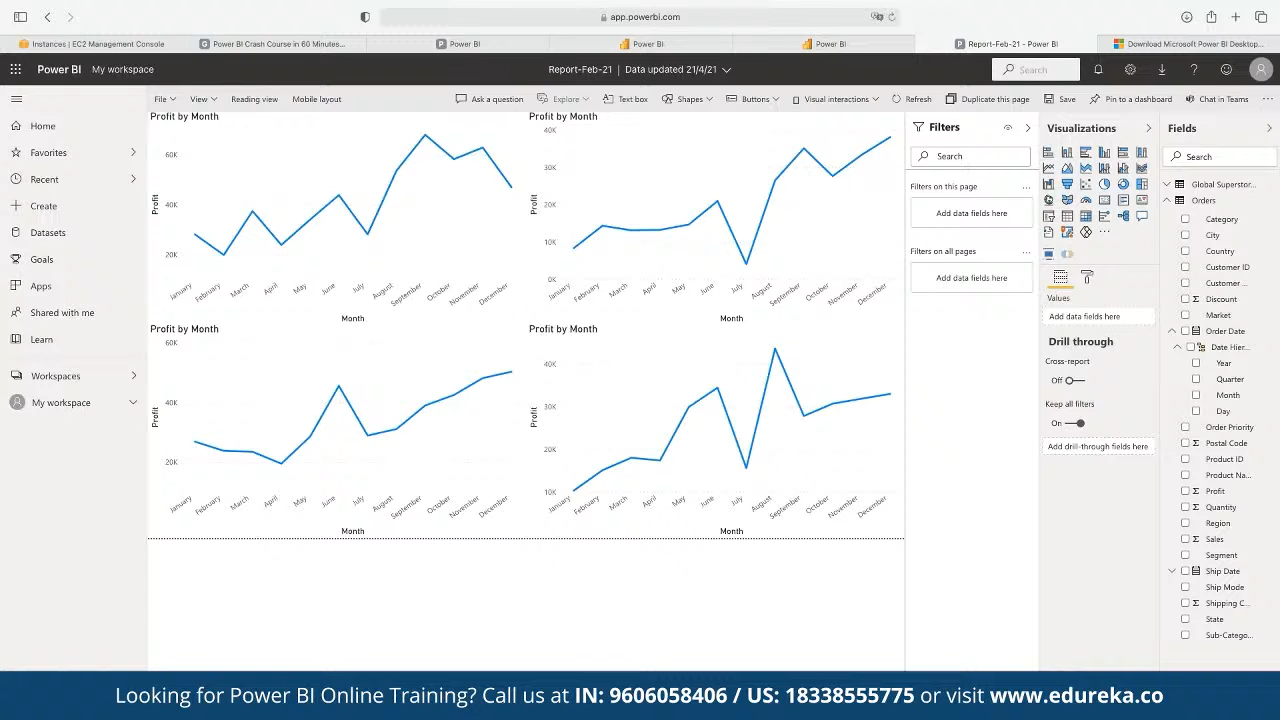 app.powerbi.com
Instances | EC2 Management Console
Power BI Crash Course in 60 Minutes...
Power BI
Power BI
Power BI
Report-Feb-21 - Power BI
Download Microsoft Power BI Desktop...
Power BI My workspace
Report-Feb-21 | Data updated 21/4/21
Search
File View Reading view Mobile layout
Ask a question Explore Text box Shapes Buttons Visual interactions Refresh Duplicate this page Save Pin to a dashboard Chat in Teams ...
Home
Favorites
Recent
Create
Datasets
Goals
Apps
Shared with me
Learn
Workspaces
My workspace
Profit by Month
60K
40K
20K
Profit
January February March April May June July August September October November December
Month
Profit by Month
40K
30K
20K
10K
0K
Profit
January February March April May June July August September October November December
Month
Profit by Month
60K
40K
20K
Profit
January February March April May June July August September October November December
Month
Profit by Month
40K
30K
20K
10K
Profit
January February March April May June July August September October November December
Month
Filters
Search
Filters on this page ...
Add data fields here
Filters on all pages ...
Add data fields here
Visualizations
...
Values
Add data fields here
Drill through
Cross-report
Off
Keep all filters
On
Add drill-through fields here
Fields
Search
Global Superstor...
Orders
Category
City
Country
Customer ID
Customer ...
Discount
Market
Order Date
Date Hier...
Year
Quarter
Month
Day
Order Priority
Postal Code
Product ID
Product Na...
Profit
Quantity
Region
Sales
Segment
Ship Date
Ship Mode
Shipping C...
State
Sub-Catego...
Looking for Power BI Online Training? Call us at IN: 9606058406 / US: 18338555775 or visit www.edureka.co